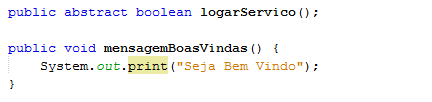 public abstract boolean logarServico();
public void mensagemBoasVindas() {
System.out.print("Seja Bem Vindo");
}